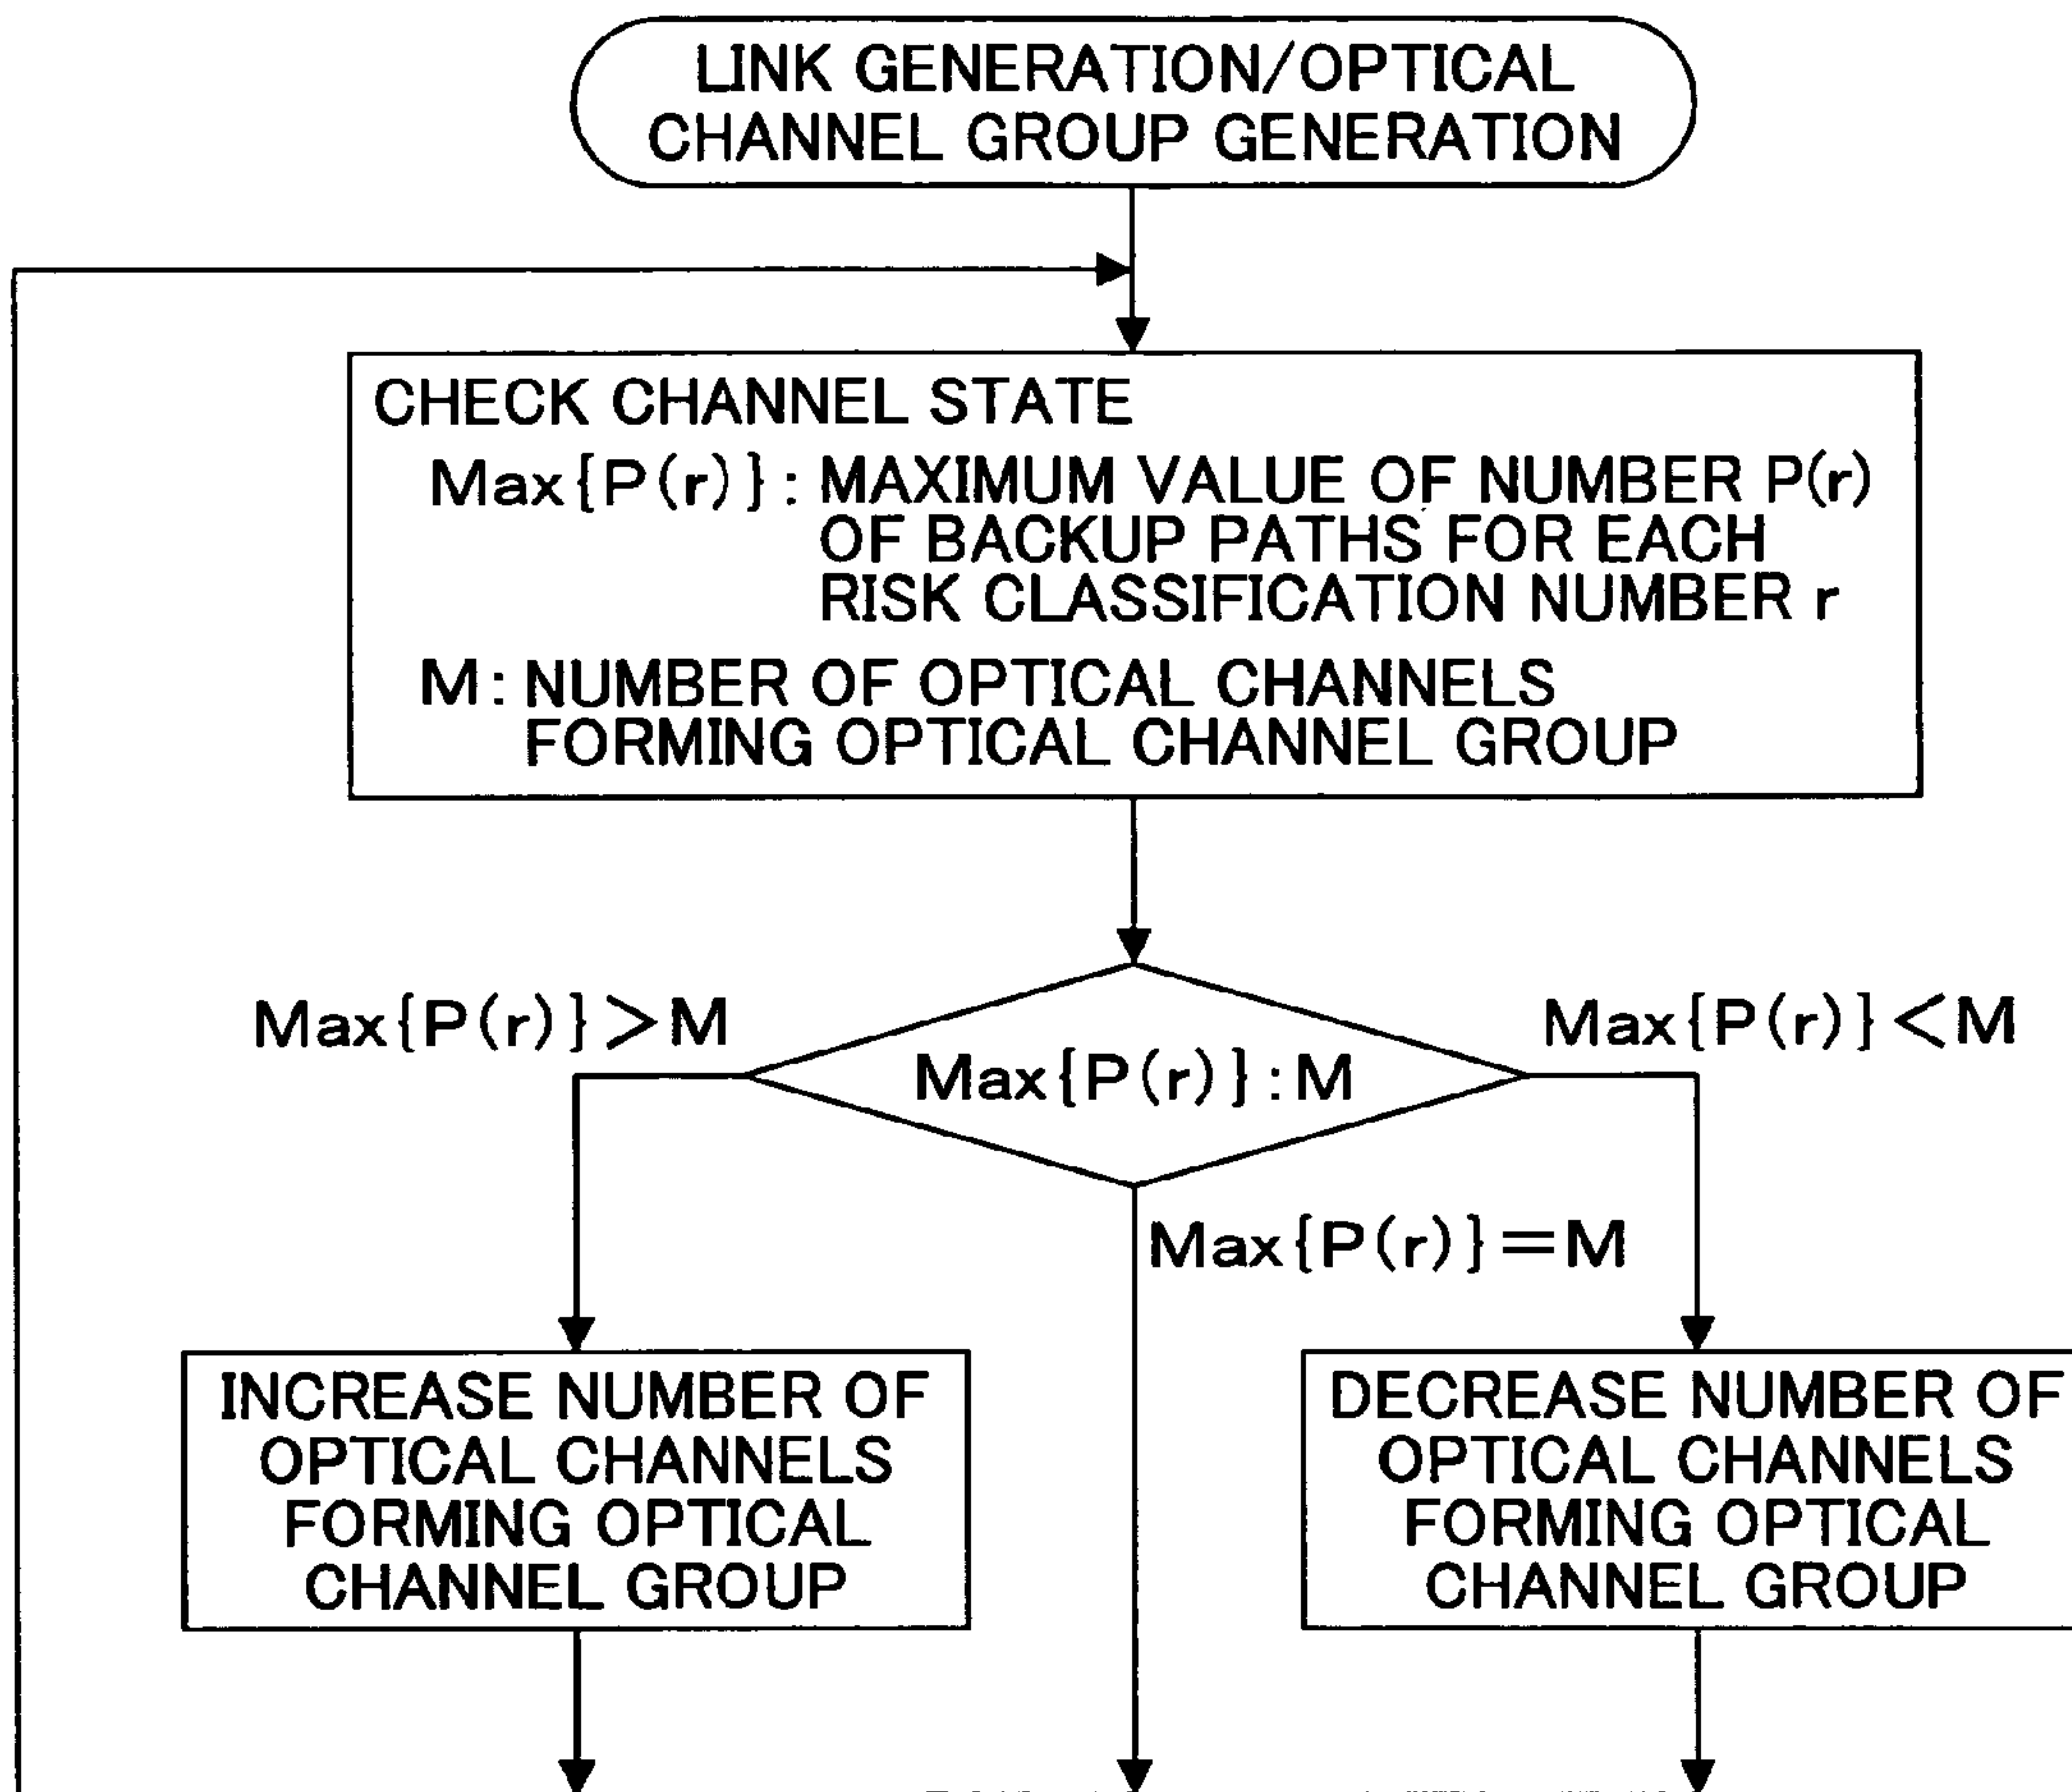 LINK GENERATION/OPTICAL
CHANNEL GROUP GENERATION
CHECK CHANNEL STATE
Max{P(r)}: MAXIMUM VALUE OF NUMBER P(r)
OF BACKUP PATHS FOR EACH
RISK CLASSIFICATION NUMBER r
M: NUMBER OF OPTICAL CHANNELS
FORMING OPTICAL CHANNEL GROUP
Max{P(r)}>M
Max{P(r)}<M
Max{P(r)}:M
Max{P(r)}=M
INCREASE NUMBER OF
OPTICAL CHANNELS
FORMING OPTICAL
CHANNEL GROUP
DECREASE NUMBER OF
OPTICAL CHANNELS
FORMING OPTICAL
CHANNEL GROUP